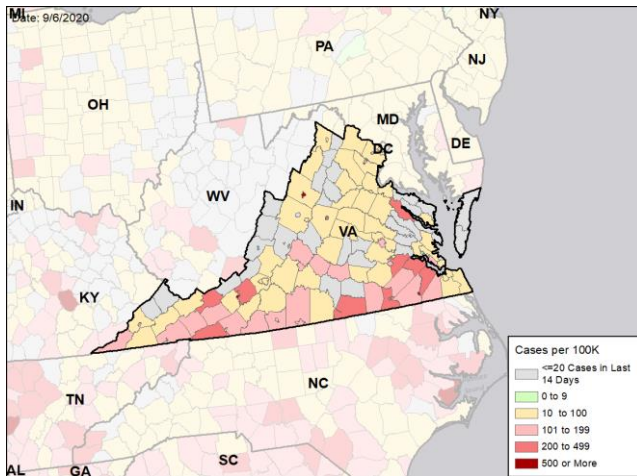 MI
Date: 9/6/2020
NY
PA
NJ
OH
MD
DE
DC
WV
IN
VA
KY
TN
NC
SC
AL
GA
Cases per 100K
<=20 Cases in Last
14 Days
0 to 9
10 to 100
101 to 199
200 to 499
500 or More